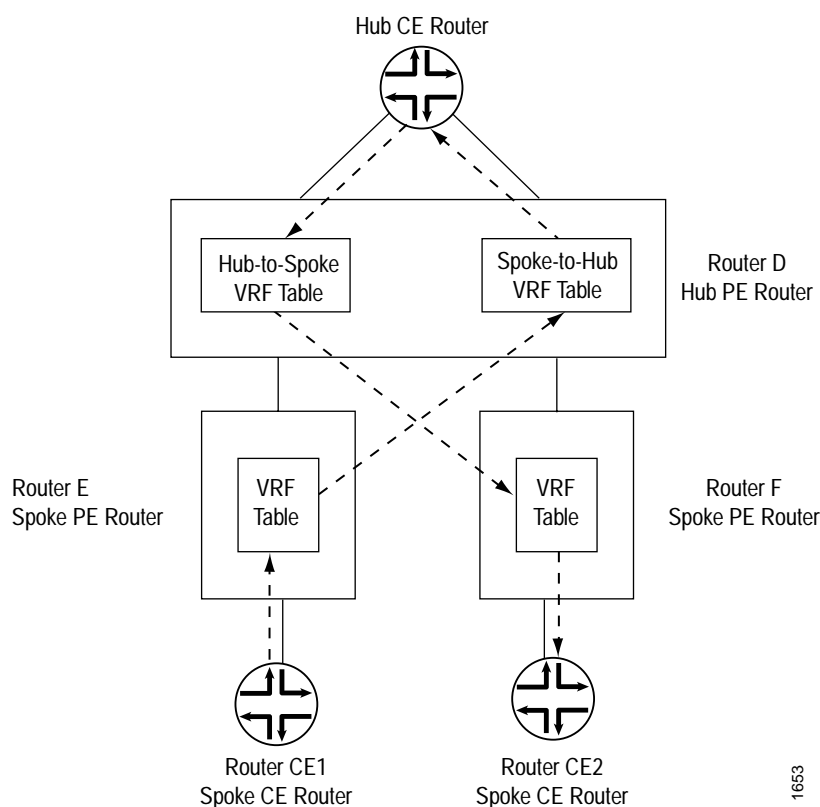 Hub CE Router
Hub-to-Spoke
VRF Table
Spoke-to-Hub
VRF Table
Router D
Hub PE Router
Router E
Spoke PE Router
VRF
Table
VRF
Table
Router F
Spoke PE Router
Router CE1
Spoke CE Router
Router CE2
Spoke CE Router
1653